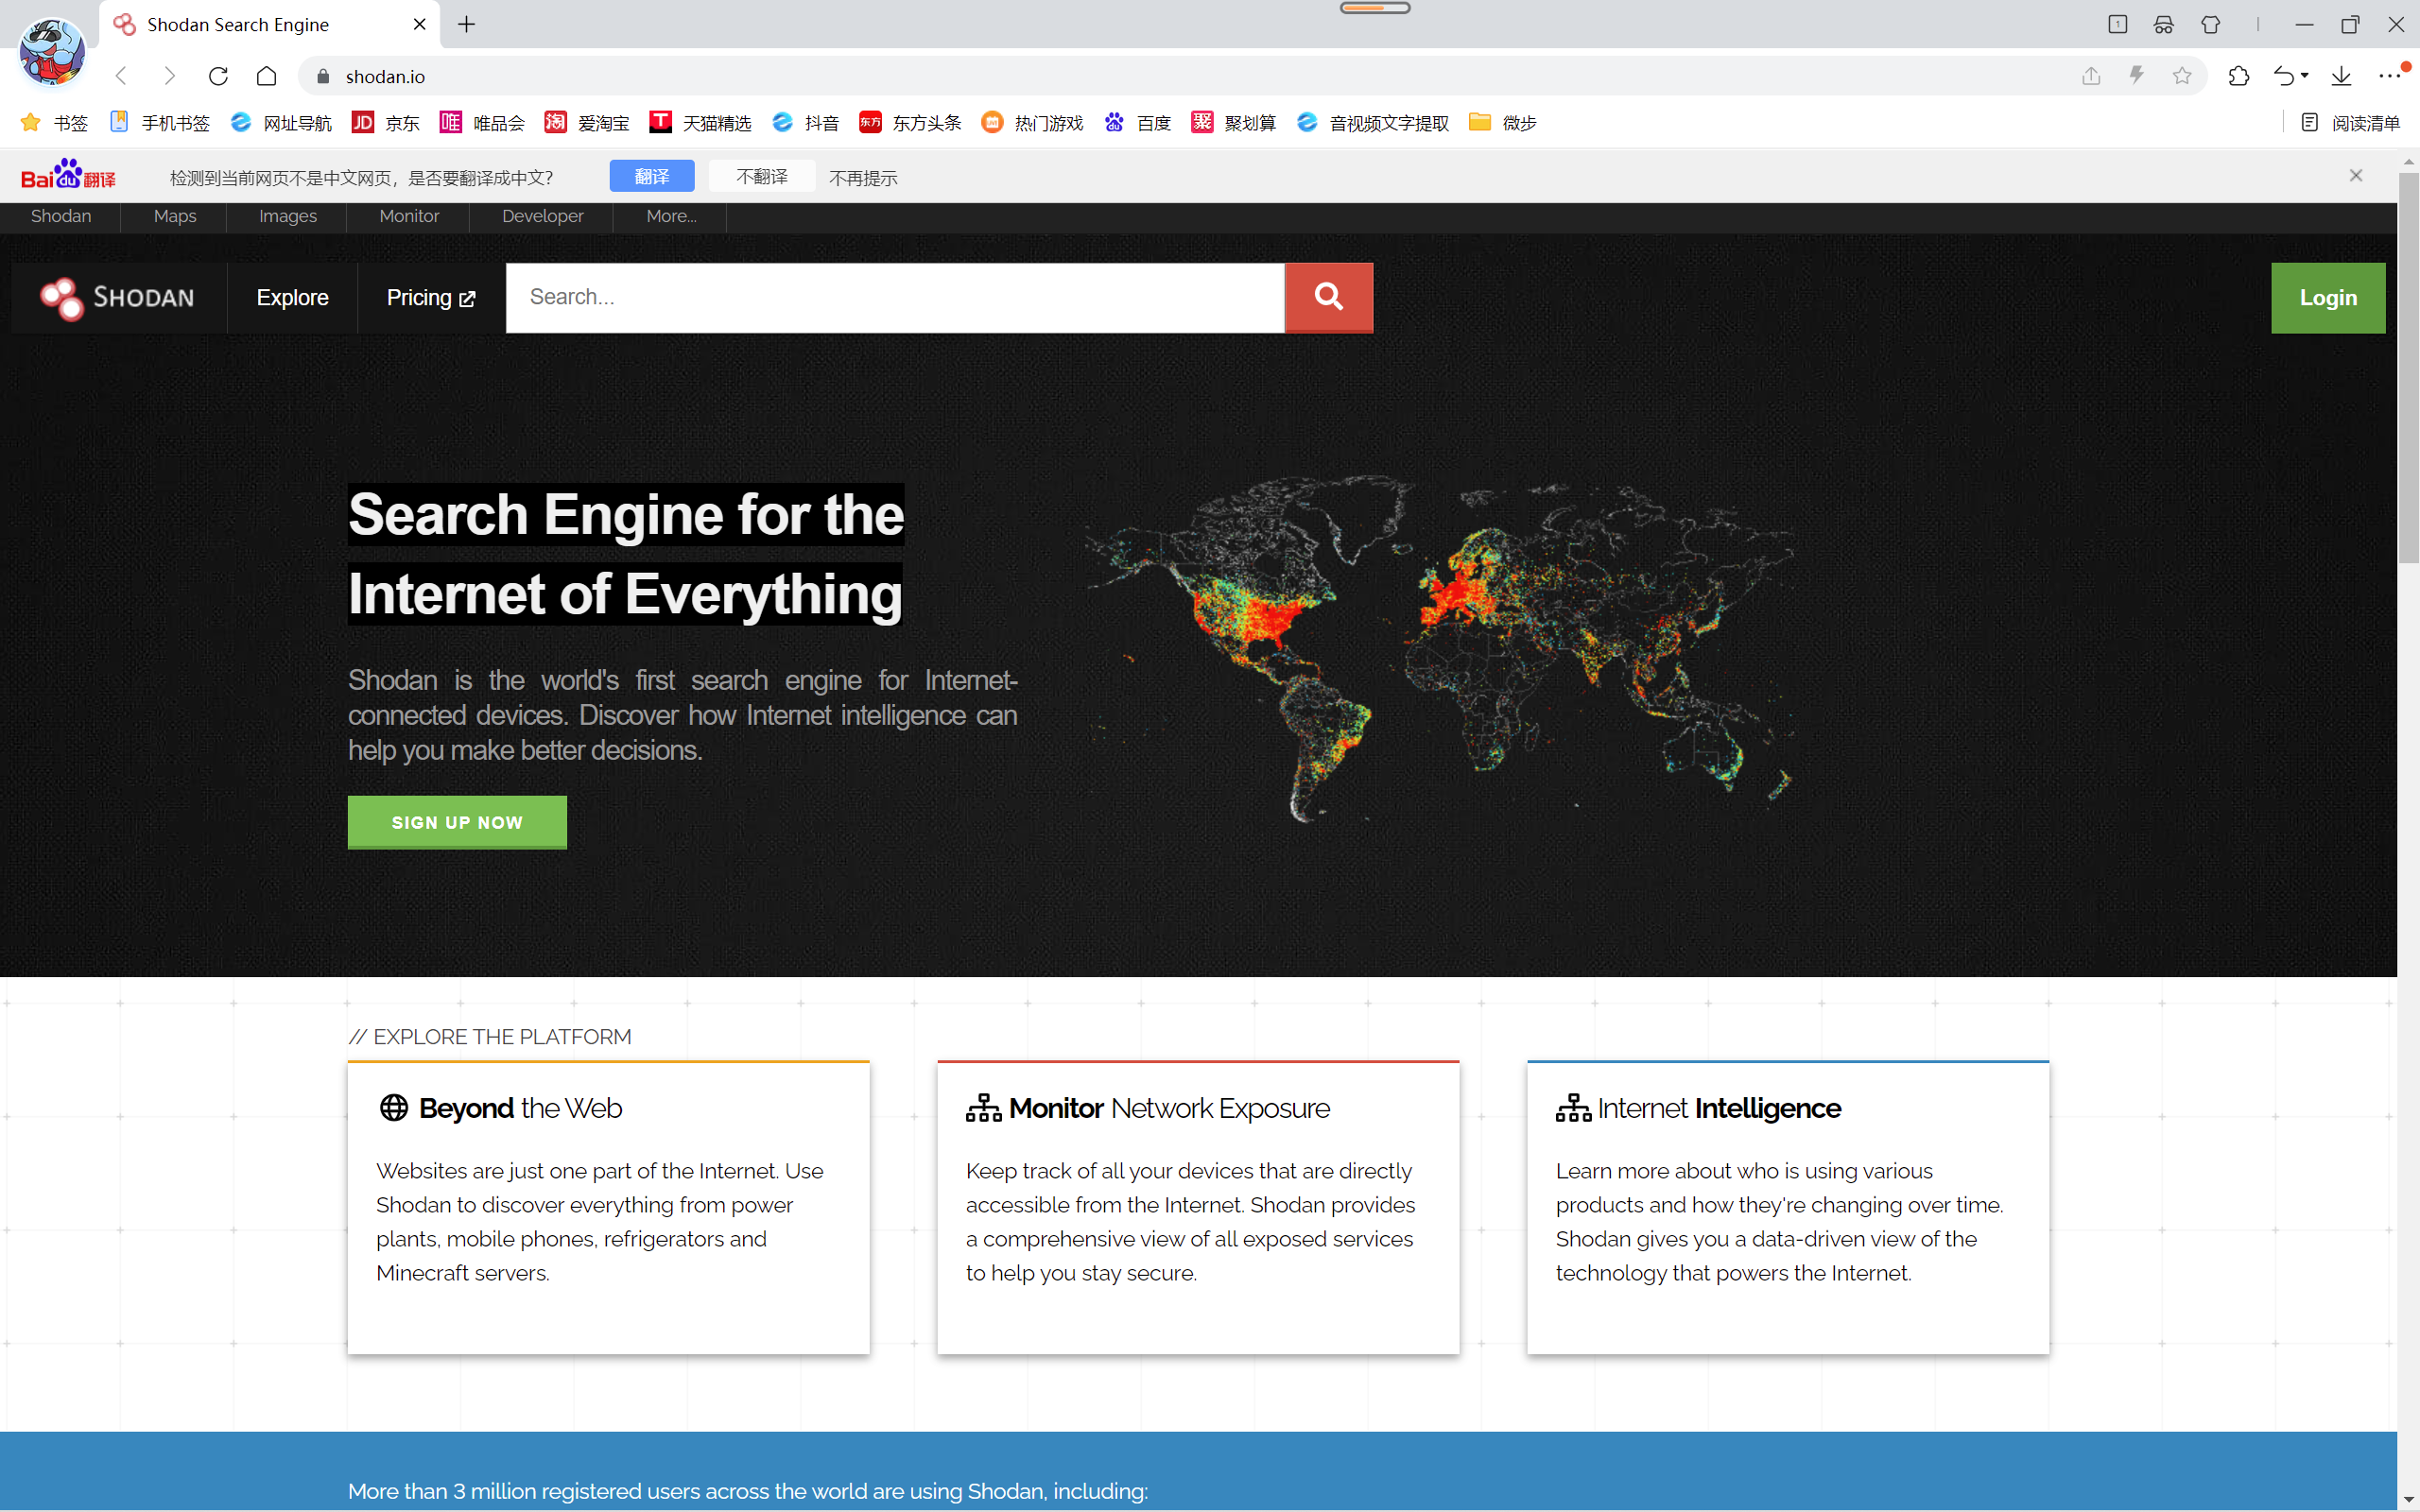 Shodan Search Engine
shodan.io
书签 手机书签 网址导航 JD 京东 唯 唯品会 淘 爱淘宝 T 天猫精选 抖音 东方 东方头条 热门游戏 百度 聚 聚划算 音视频文字提取 微步 阅读清单
Bai du 翻译 检测到当前网页不是中文网页，是否要翻译成中文? 翻译 不翻译 不再提示
Shodan Maps Images Monitor Developer More...
SHODAN Explore Pricing Search... Login
Search Engine for the
Internet of Everything
Shodan is the world's first search engine for Internet-
connected devices. Discover how Internet intelligence can
help you make better decisions.
SIGN UP NOW
// EXPLORE THE PLATFORM
Beyond the Web
Websites are just one part of the Internet. Use
Shodan to discover everything from power
plants, mobile phones, refrigerators and
Minecraft servers.
Monitor Network Exposure
Keep track of all your devices that are directly
accessible from the Internet. Shodan provides
a comprehensive view of all exposed services
to help you stay secure.
Internet Intelligence
Learn more about who is using various
products and how they're changing over time.
Shodan gives you a data-driven view of the
technology that powers the Internet.
More than 3 million registered users across the world are using Shodan, including: